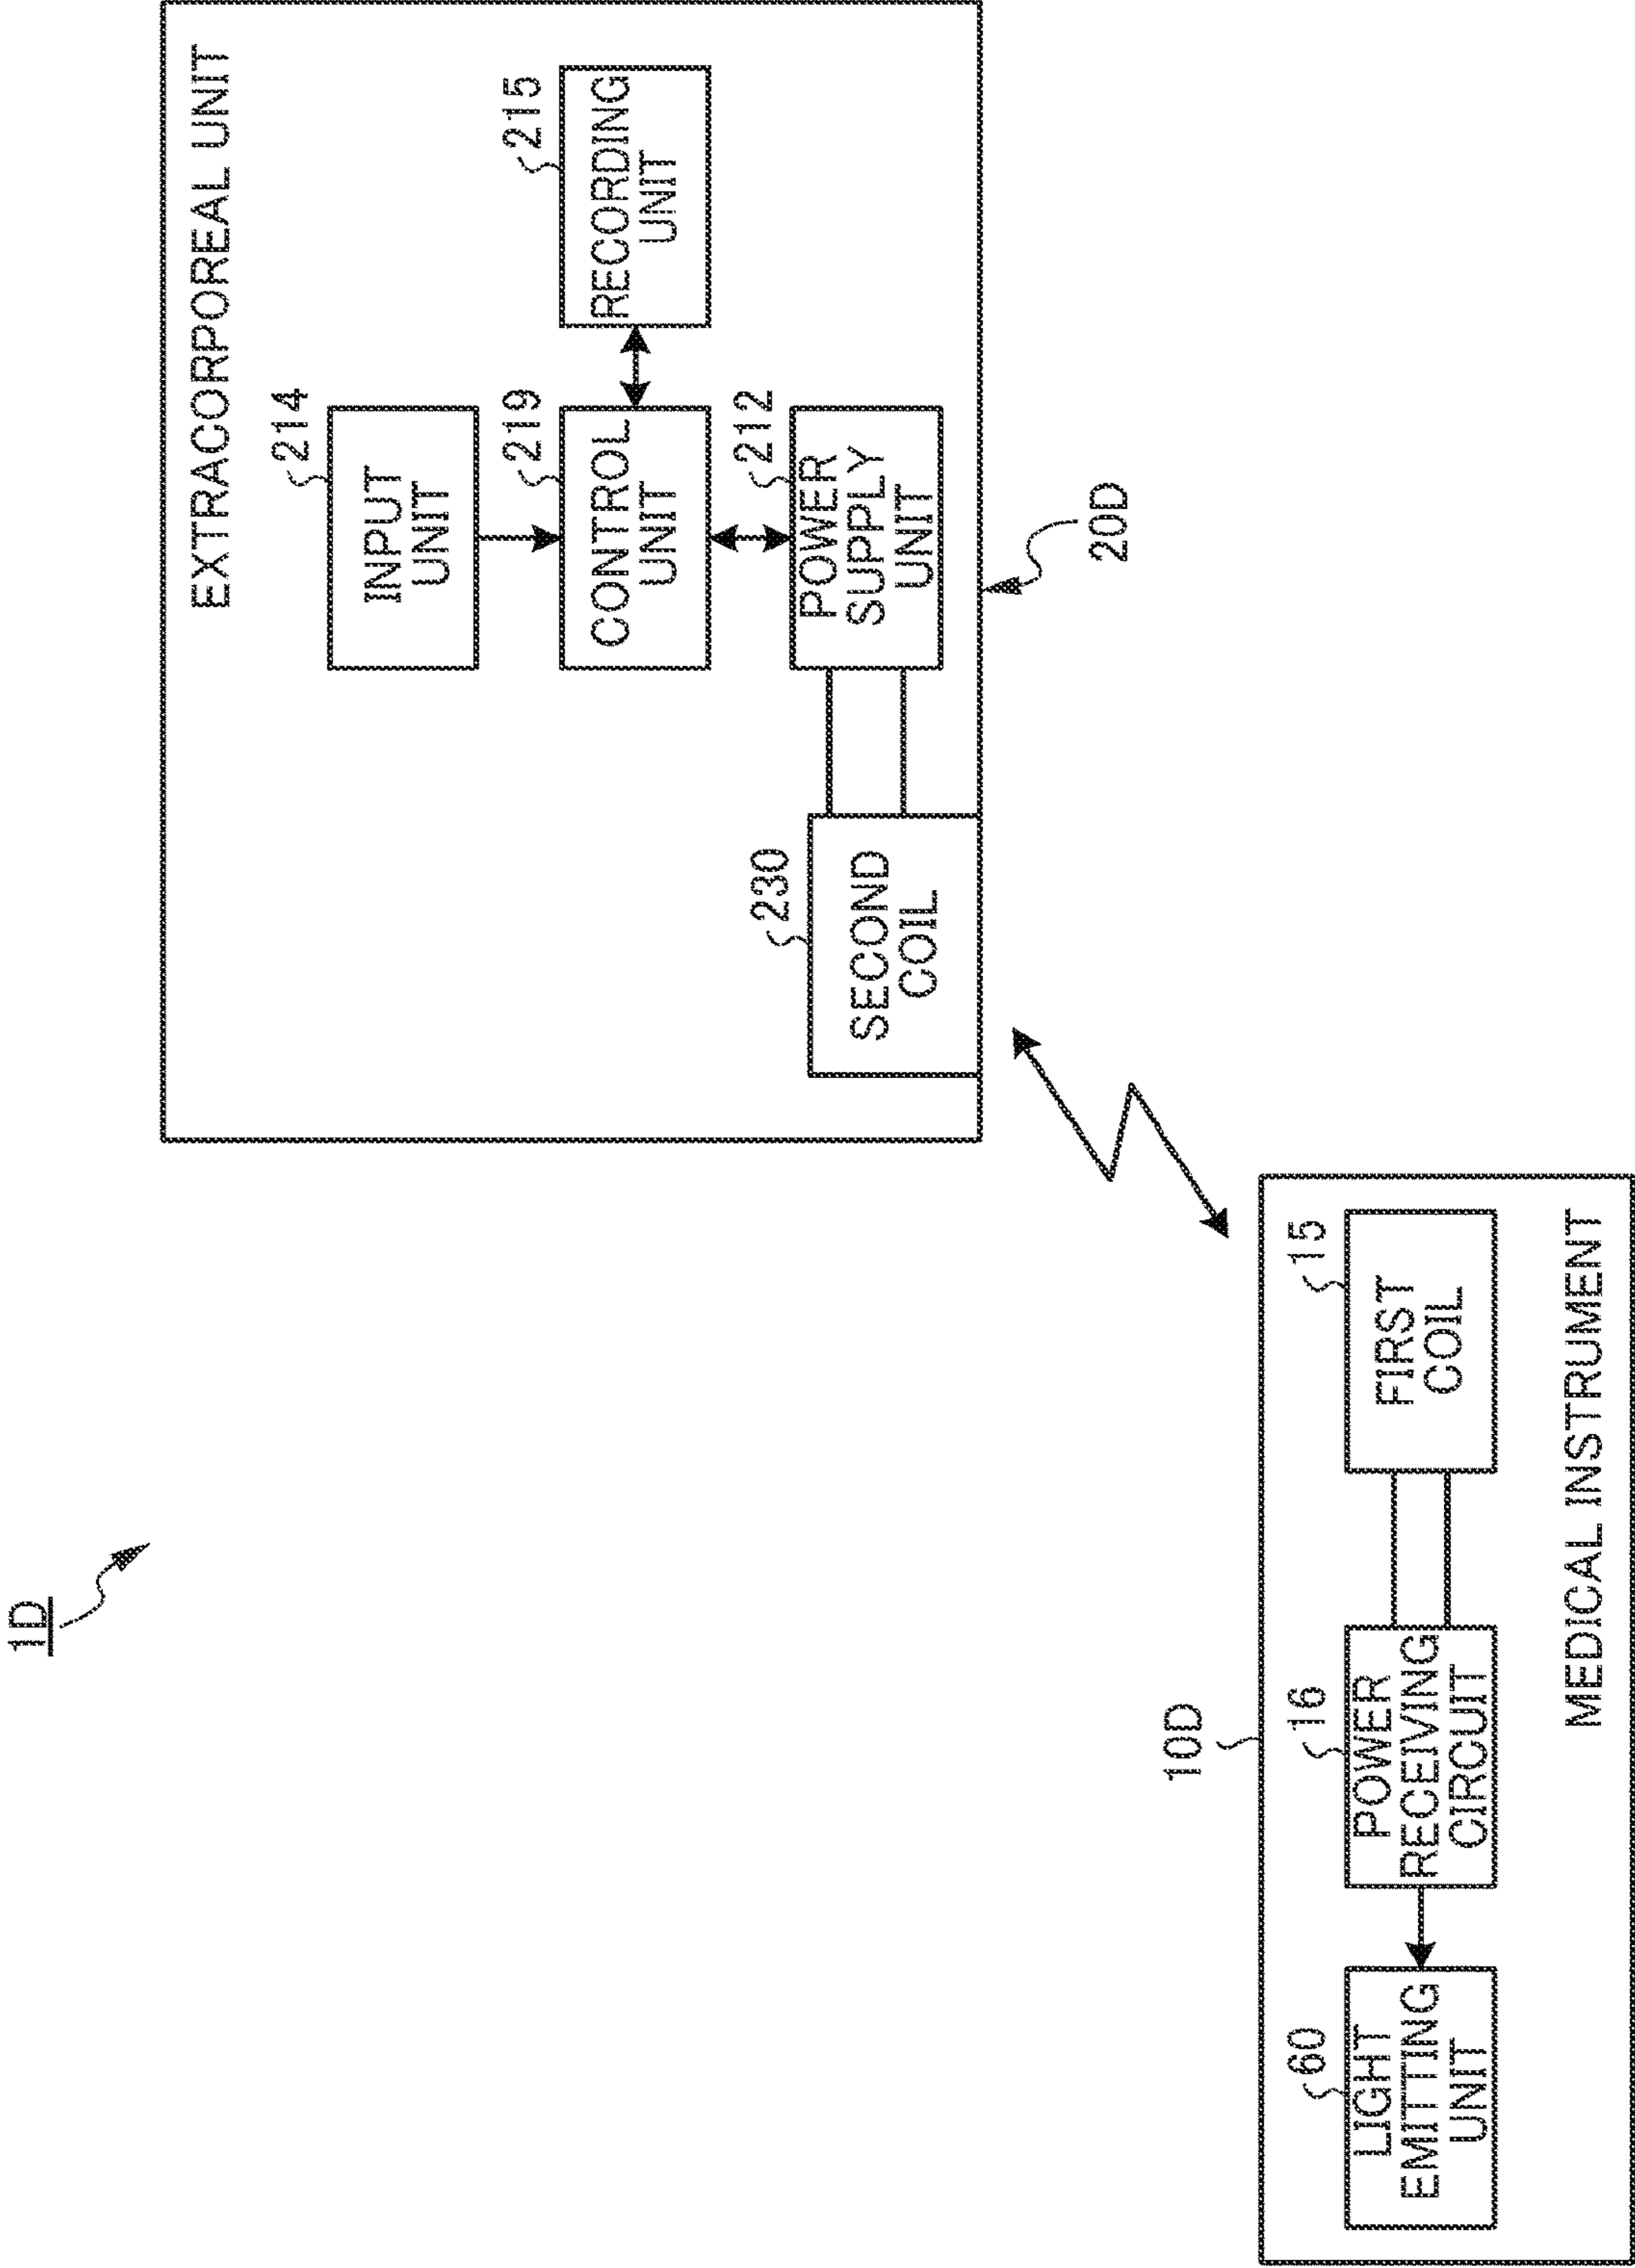 1D
EXTRACORPOREAL UNIT
214
INPUT
UNIT
219
CONTROL
UNIT
215
RECORDING
UNIT
230
SECOND
COIL
212
POWER
SUPPLY
UNIT
20D
10D
60
LIGHT
EMITTING
UNIT
16
POWER
RECEIVING
CIRCUIT
15
FIRST
COIL
MEDICAL INSTRUMENT